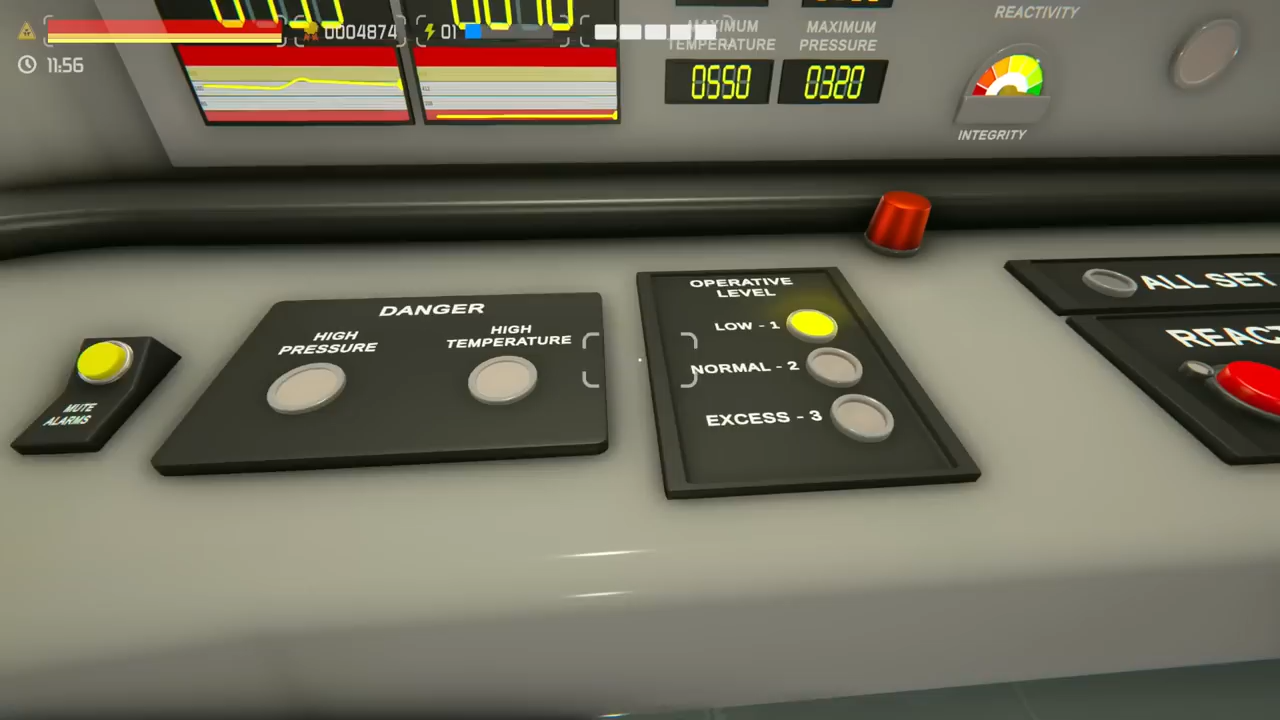 0004874
01
11:56
MAXIMUM
TEMPERATURE
MAXIMUM
PRESSURE
REACTIVITY
0550
0320
INTEGRITY
OPERATIVE
LEVEL
LOW - 1
NORMAL - 2
EXCESS - 3
DANGER
HIGH
PRESSURE
HIGH
TEMPERATURE
MUTE
ALARMS
ALL SET
REACT